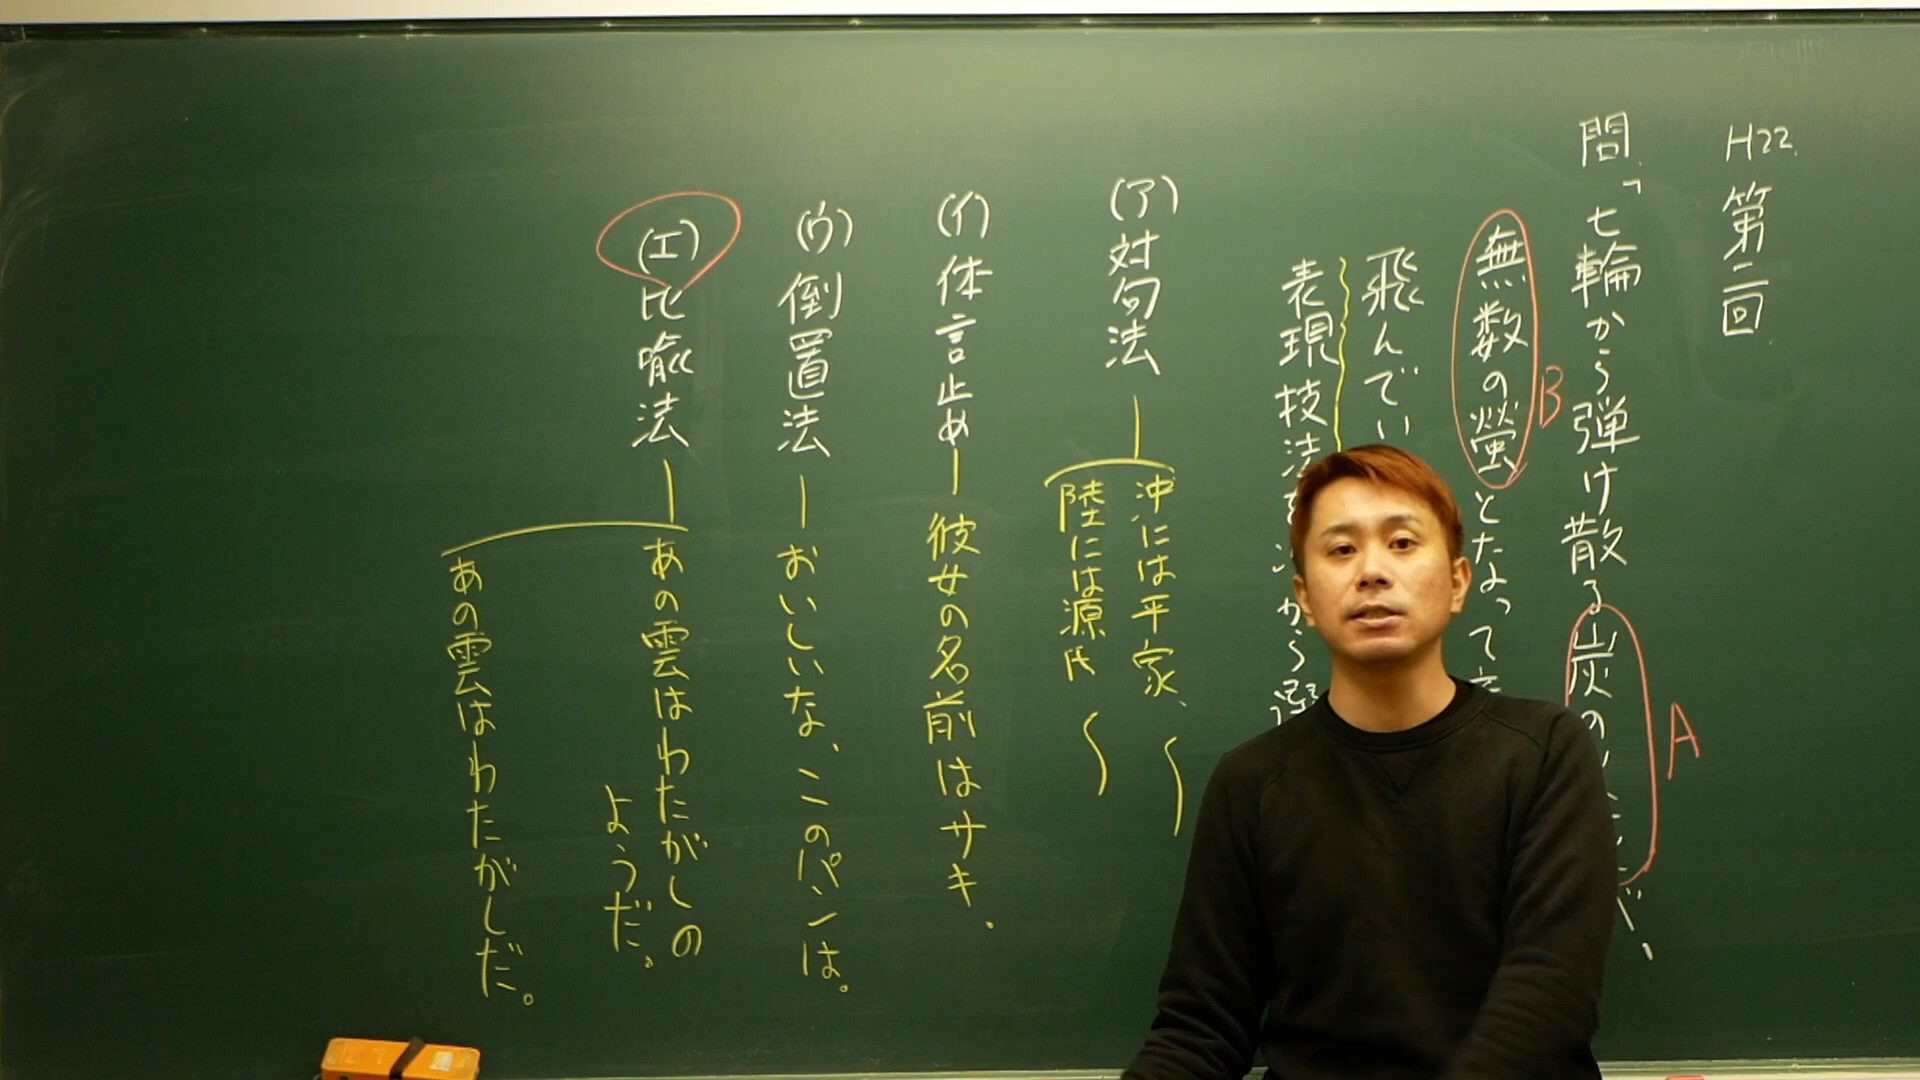 H22 第二回
問.「七輪から弾け散る炭の
無数の螢となって
飛んでい
表現技法
から選
(ア)対句法
沖には平家、
陸には源氏
(イ)体言止め
彼女の名前はサキ.
(ウ)倒置法
おいしいな、このパンは。
(エ)比喩法
あの雲はわたがしの
ようだ。
あの雲はわたがしだ。
A
B